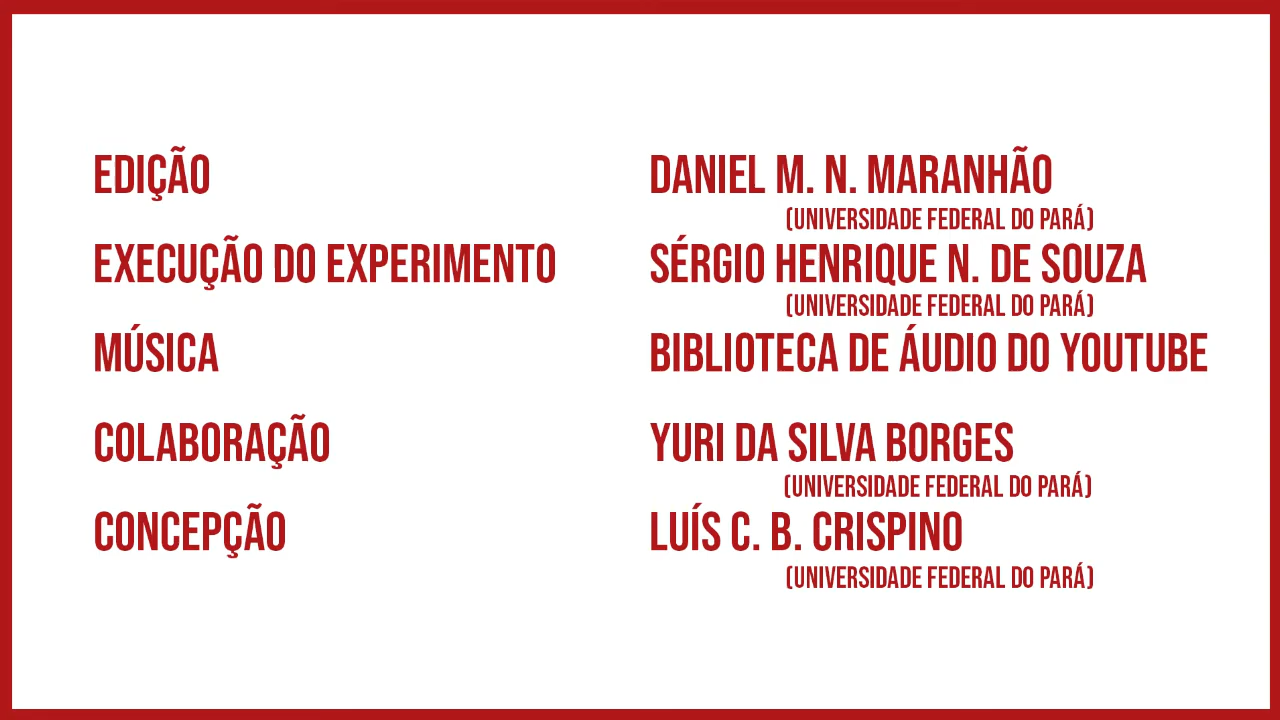 EDIÇÃO DANIEL M. N. MARANHÃO
(UNIVERSIDADE FEDERAL DO PARÁ)
EXECUÇÃO DO EXPERIMENTO SÉRGIO HENRIQUE N. DE SOUZA
(UNIVERSIDADE FEDERAL DO PARÁ)
MÚSICA BIBLIOTECA DE ÁUDIO DO YOUTUBE
COLABORAÇÃO YURI DA SILVA BORGES
(UNIVERSIDADE FEDERAL DO PARÁ)
CONCEPÇÃO LUÍS C. B. CRISPINO
(UNIVERSIDADE FEDERAL DO PARÁ)